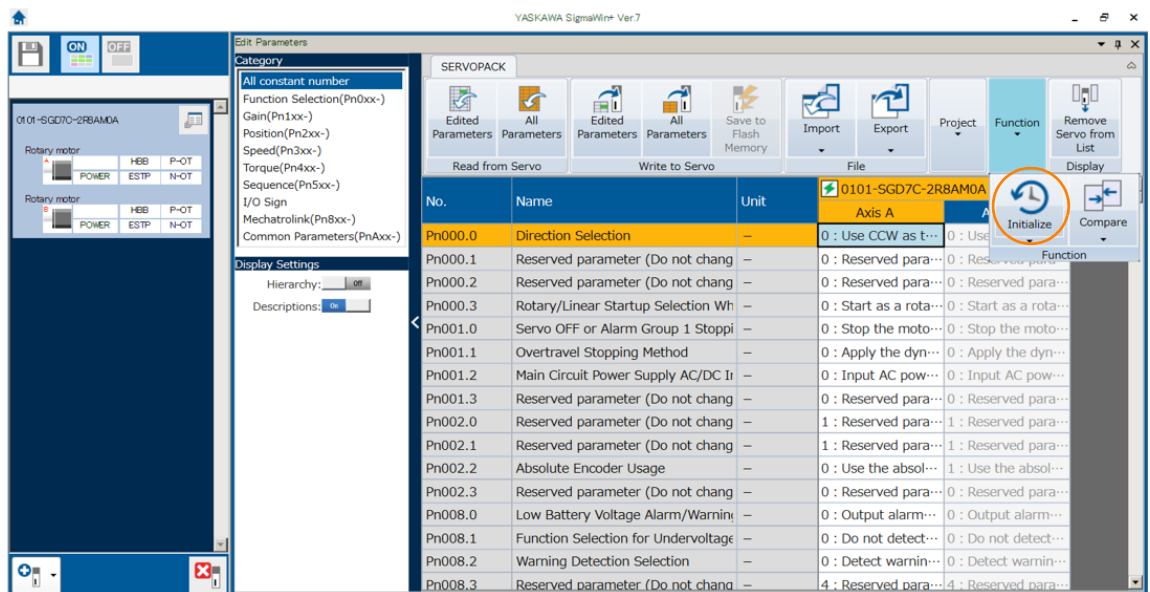 YASKAWA SigmaWin+ Ver.7
ON OFF
0101-SGD7C-2R8AM0A
Rotary motor
A HBB P-OT
POWER ESTP N-OT
Rotary motor
B HBB P-OT
POWER ESTP N-OT
Edit Parameters
Category
All constant number
Function Selection(Pn0xx-)
Gain(Pn1xx-)
Position(Pn2xx-)
Speed(Pn3xx-)
Torque(Pn4xx-)
Sequence(Pn5xx-)
I/O Sign
Mechatrolink(Pn8xx-)
Common Parameters(PnAxx-)
Display Settings
Hierarchy: Off
Descriptions: On
SERVOPACK
Edited Parameters
All Parameters
Read from Servo
Edited Parameters
All Parameters
Save to Flash Memory
Write to Servo
Import
Export
File
Project
Function
Remove Servo from List
Display
Initialize
Compare
Function
No. Name Unit 0101-SGD7C-2R8AM0A
Axis A A
Pn000.0 Direction Selection – 0 : Use CCW as t··· 0 : Use
Pn000.1 Reserved parameter (Do not chang – 0 : Reserved para··· 0 : Reserved para···
Pn000.2 Reserved parameter (Do not chang – 0 : Reserved para··· 0 : Reserved para···
Pn000.3 Rotary/Linear Startup Selection Wh – 0 : Start as a rota··· 0 : Start as a rota···
Pn001.0 Servo OFF or Alarm Group 1 Stoppi – 0 : Stop the moto··· 0 : Stop the moto···
Pn001.1 Overtravel Stopping Method – 0 : Apply the dyn··· 0 : Apply the dyn···
Pn001.2 Main Circuit Power Supply AC/DC In – 0 : Input AC pow··· 0 : Input AC pow···
Pn001.3 Reserved parameter (Do not chang – 0 : Reserved para··· 0 : Reserved para···
Pn002.0 Reserved parameter (Do not chang – 1 : Reserved para··· 1 : Reserved para···
Pn002.1 Reserved parameter (Do not chang – 1 : Reserved para··· 1 : Reserved para···
Pn002.2 Absolute Encoder Usage – 0 : Use the absol··· 1 : Use the absol···
Pn002.3 Reserved parameter (Do not chang – 0 : Reserved para··· 0 : Reserved para···
Pn008.0 Low Battery Voltage Alarm/Warning – 0 : Output alarm··· 0 : Output alarm···
Pn008.1 Function Selection for Undervoltage – 0 : Do not detect··· 0 : Do not detect···
Pn008.2 Warning Detection Selection – 0 : Detect warnin··· 0 : Detect warnin···
Pn008.3 Reserved parameter (Do not chang – 4 : Reserved para··· 4 : Reserved para···